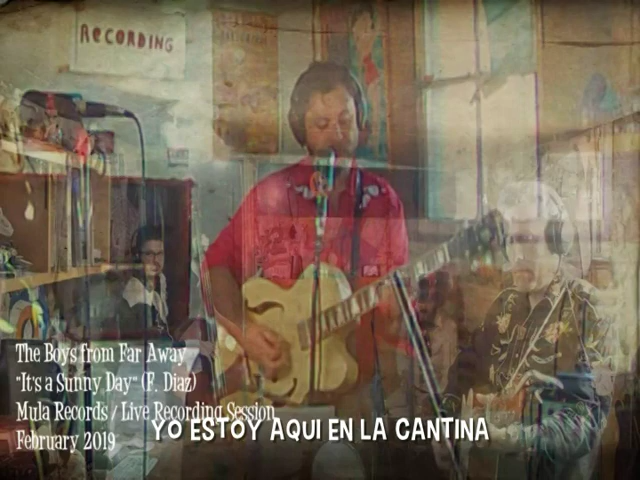 RECORDING
The Boys from Far Away
"It's a Sunny Day" (F. Diaz)
Mula Records / Live Recording Session
February 2019
YO ESTOY AQUI EN LA CANTINA